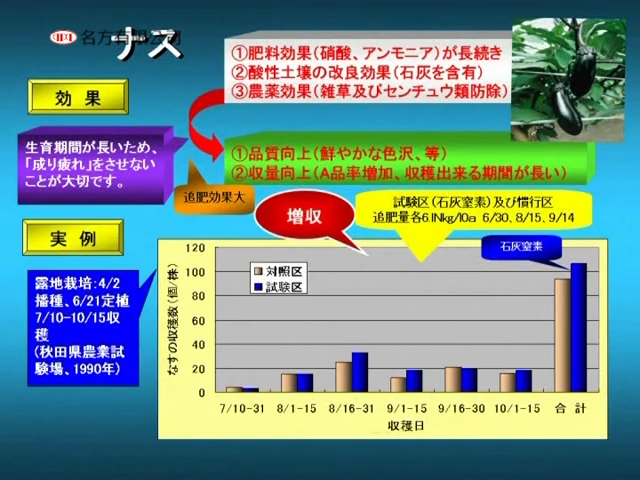 名方有限公司
ナス
①肥料効果(硝酸、アンモニア)が長続き
②酸性土壌の改良効果(石灰を含有)
③農薬効果(雑草及びセンチュウ類防除)
効 果
生育期間が長いため、
「成り疲れ」をさせない
ことが大切です。
①品質向上(鮮やかな色沢、等)
②収量向上(A品率増加、収穫出来る期間が長い)
追肥効果大
増収
試験区(石灰窒素)及び慣行区
追肥量各6.1Nkg/10a 6/30、8/15、9/14
実 例
石灰窒素
露地栽培:4/2
播種、6/21定植
7/10-10/15収
穫
(秋田県農業試
験場、1990年)
なすの収穫数(個/株)
120
100
80
60
40
20
0
対照区
試験区
7/10-31 8/1-15 8/16-31 9/1-15 9/16-30 10/1-15 合 計
収穫日